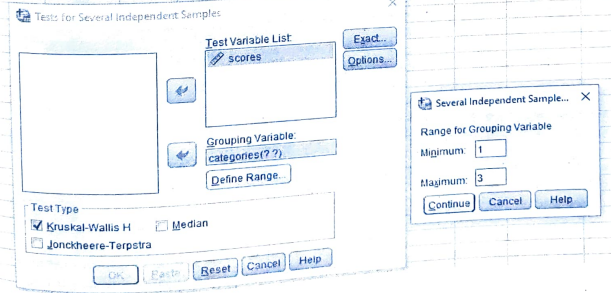 Tests for Several Independent Samples
Test Variable List:
scores
Exact...
Options...
Grouping Variable:
categories(? ?)
Define Range...
Test Type
Kruskal-Wallis H
Median
Jonckheere-Terpstra
OK
Paste
Reset
Cancel
Help
Several Independent Sample...
Range for Grouping Variable
Minimum: 1
Maximum: 3
Continue
Cancel
Help